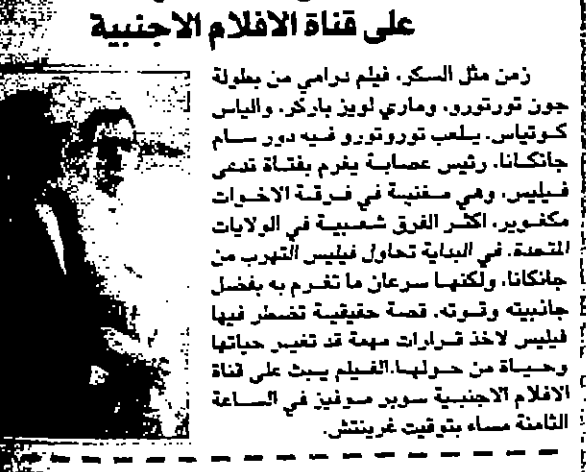 على قناة الافلام الاجنبية
زمن مثل السكر، فيلم درامي من بطولة
جون تورتورو، وماري لويز باركر، والياس
كوتياس. يلعب توروتورو فيه دور سام
جانكانا، رئيس عصابة يغرم بفتاة تدعى
فيليس، وهي مغنية في فرقة الاخوات
مكغوير، اكثر الفرق شعبية في الولايات
المتحدة. في البداية تحاول فيليس التهرب من
جانكانا، ولكنها سرعان ما تغرم به بفضل
جاذبيته وقوته. قصة حقيقية تضطر فيها
فيليس لاخذ قرارات مهمة قد تغير حياتها
وحياة من حولها.الفيلم يبث على قناة
الافلام الاجنبية سوبر موفيز في الساعة
الثامنة مساء بتوقيت غرينتش.